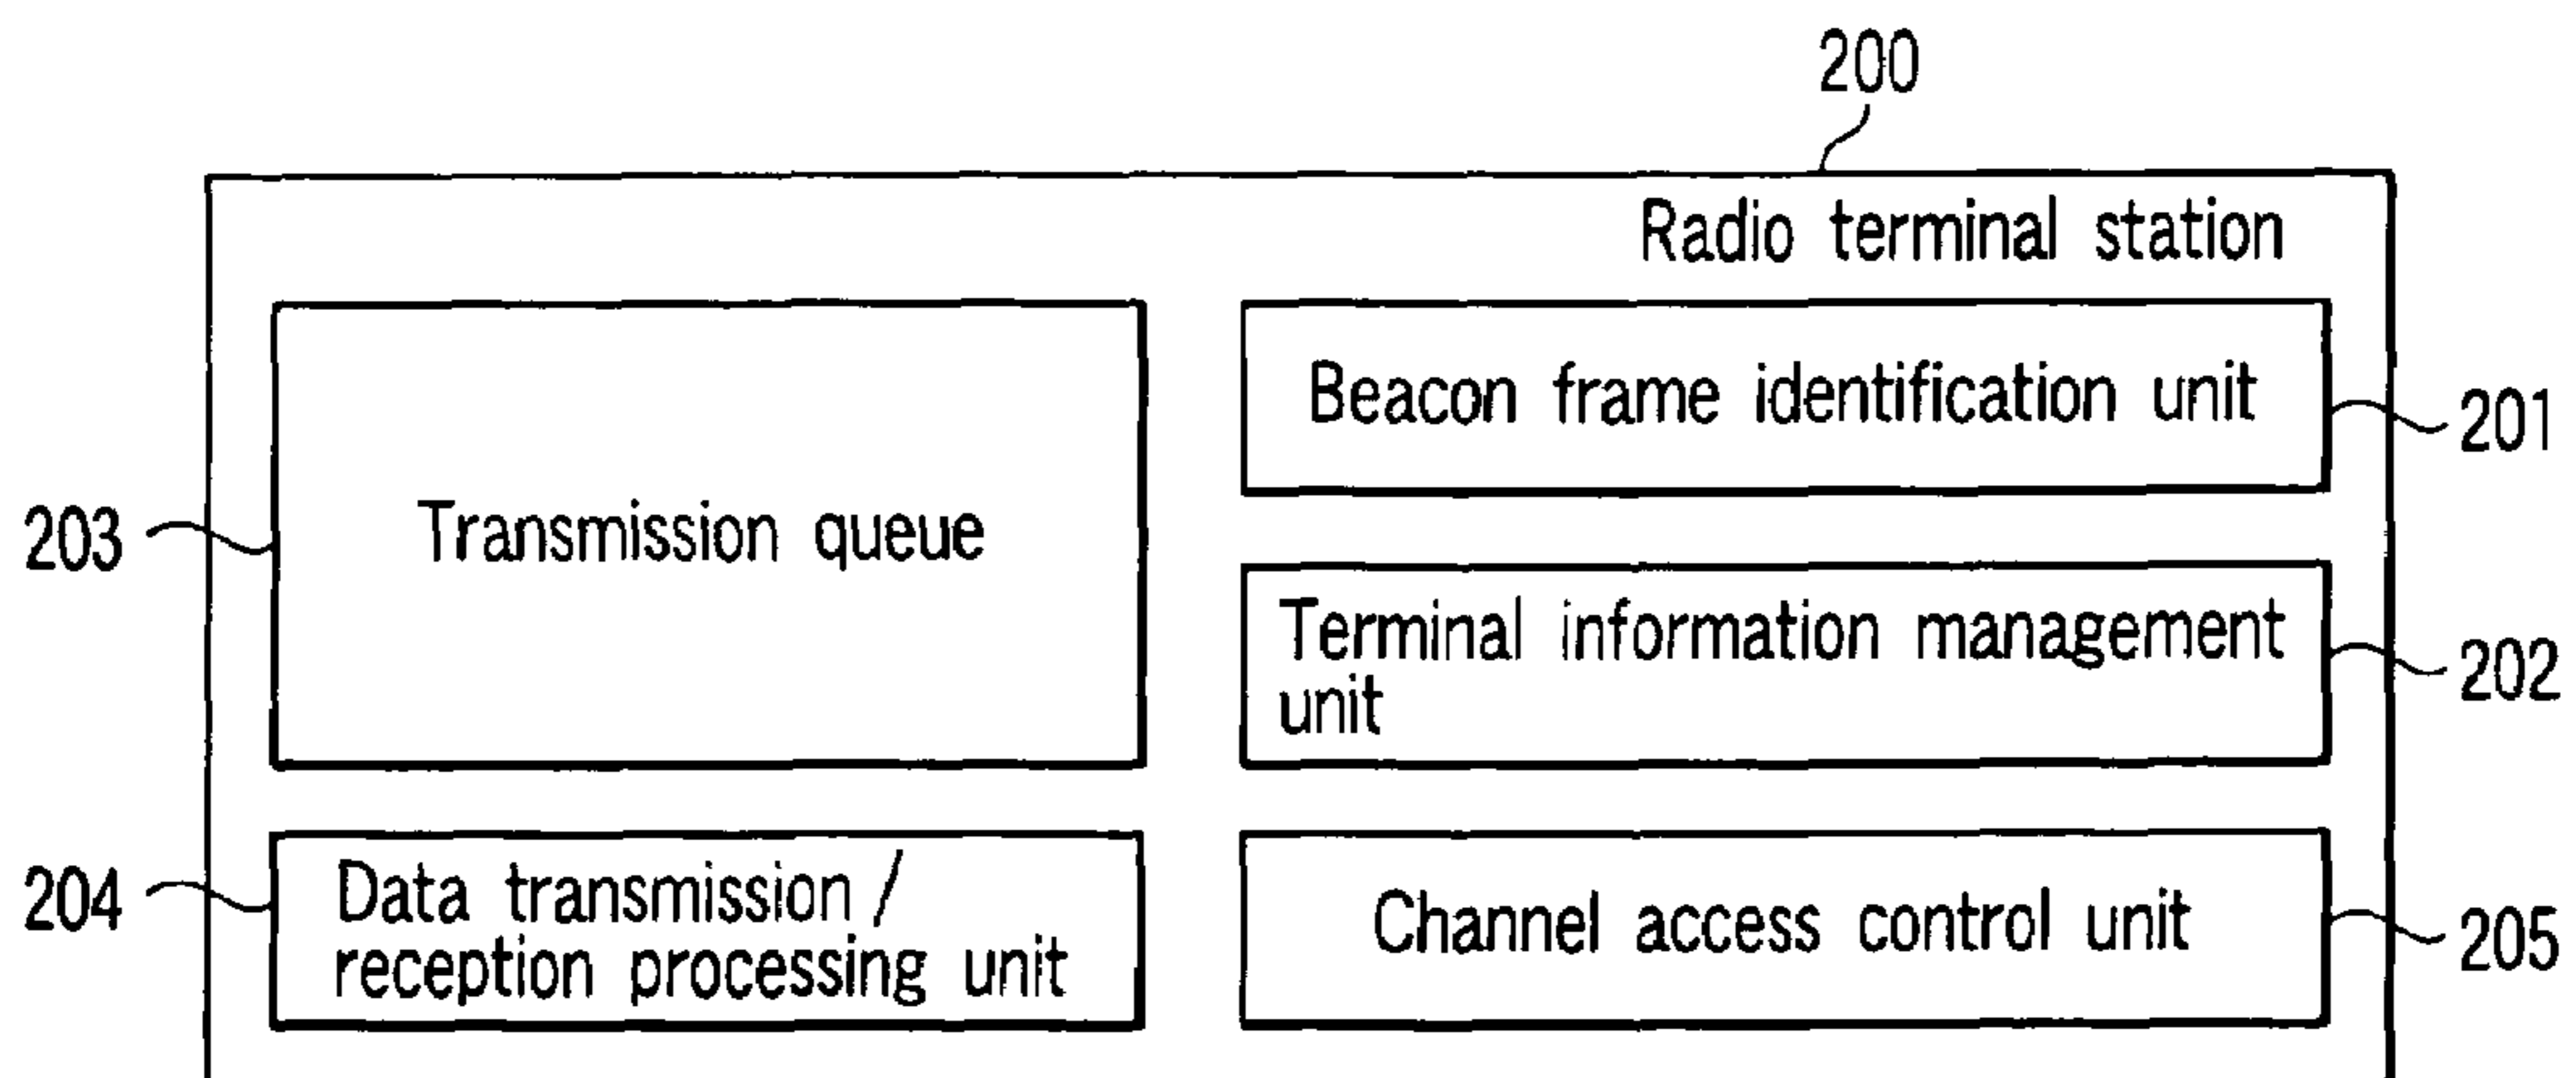 200
Radio terminal station
Beacon frame identification unit
201
203
Transmission queue
Terminal information management
unit
202
204
Data transmission /
reception processing unit
Channel access control unit
205